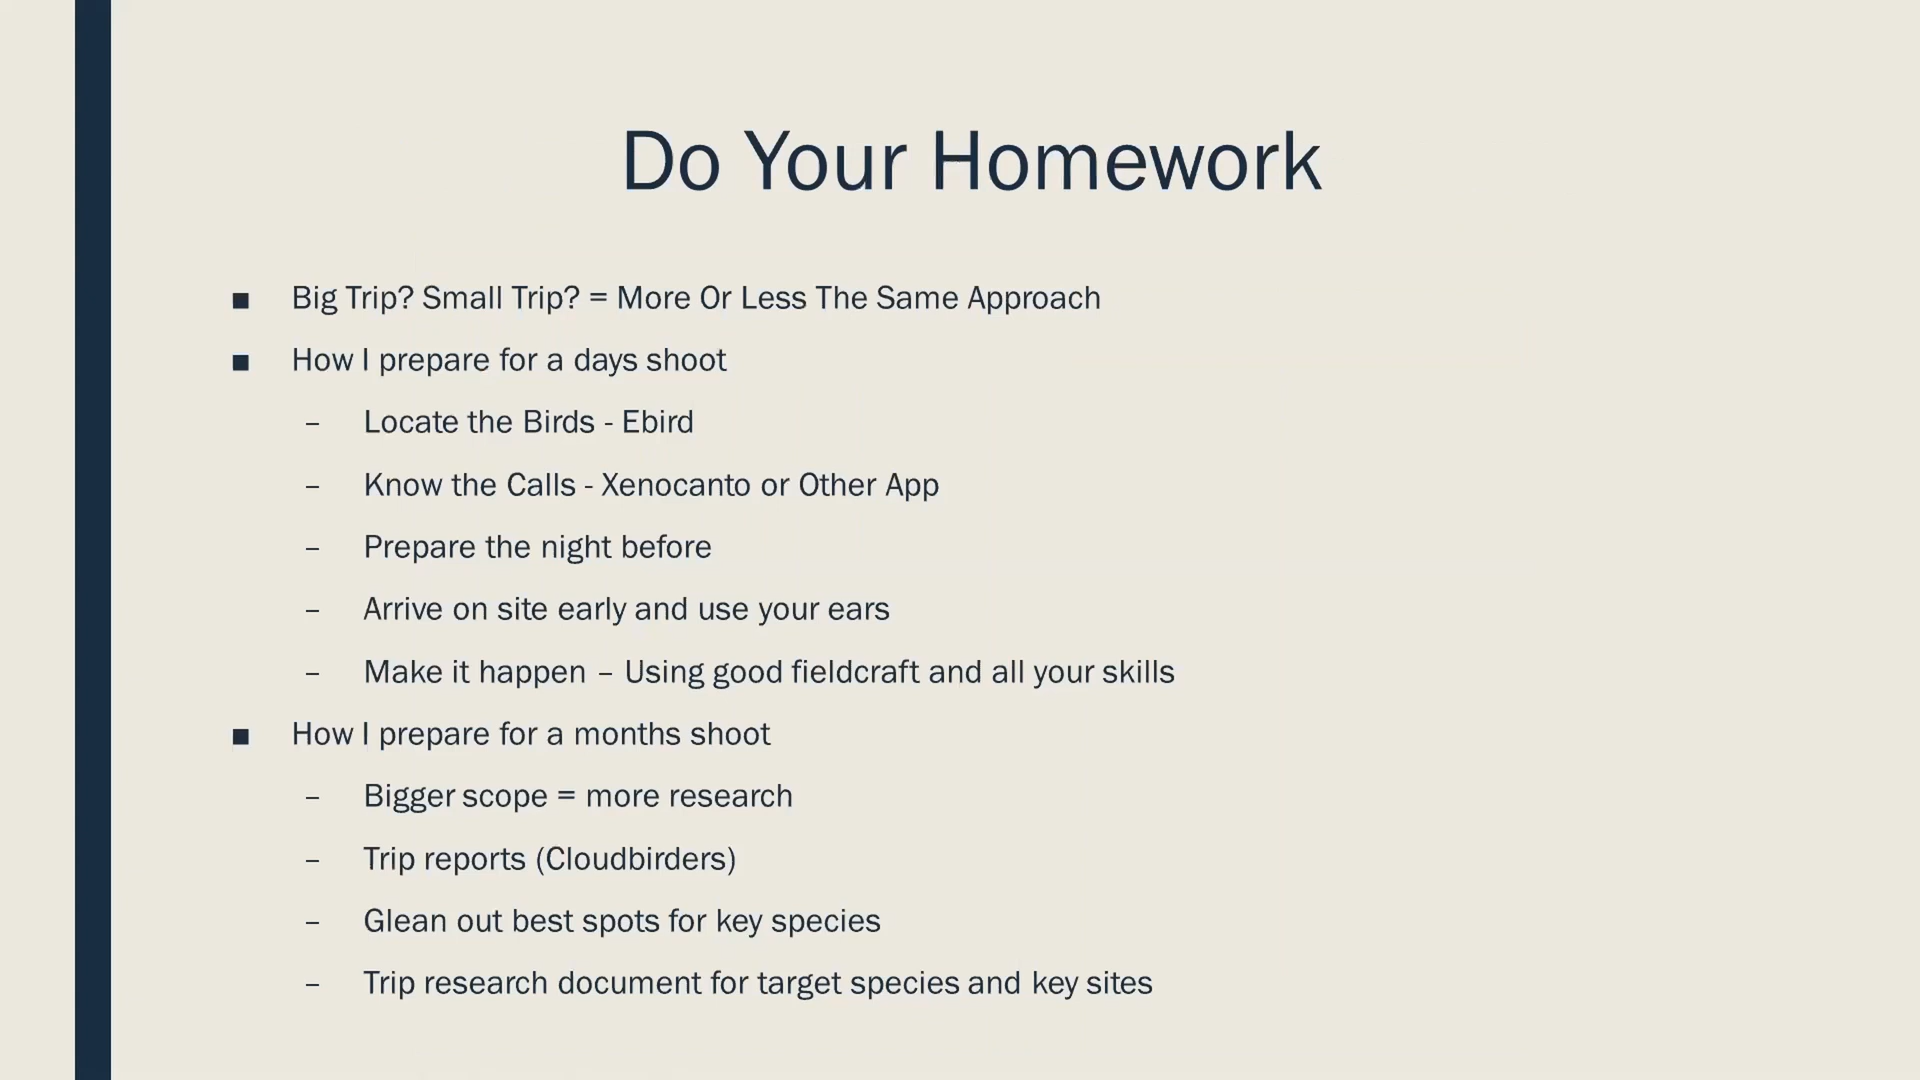 Do Your Homework
■ Big Trip? Small Trip? = More Or Less The Same Approach
■ How I prepare for a days shoot
– Locate the Birds - Ebird
– Know the Calls - Xenocanto or Other App
– Prepare the night before
– Arrive on site early and use your ears
– Make it happen – Using good fieldcraft and all your skills
■ How I prepare for a months shoot
– Bigger scope = more research
– Trip reports (Cloudbirders)
– Glean out best spots for key species
– Trip research document for target species and key sites